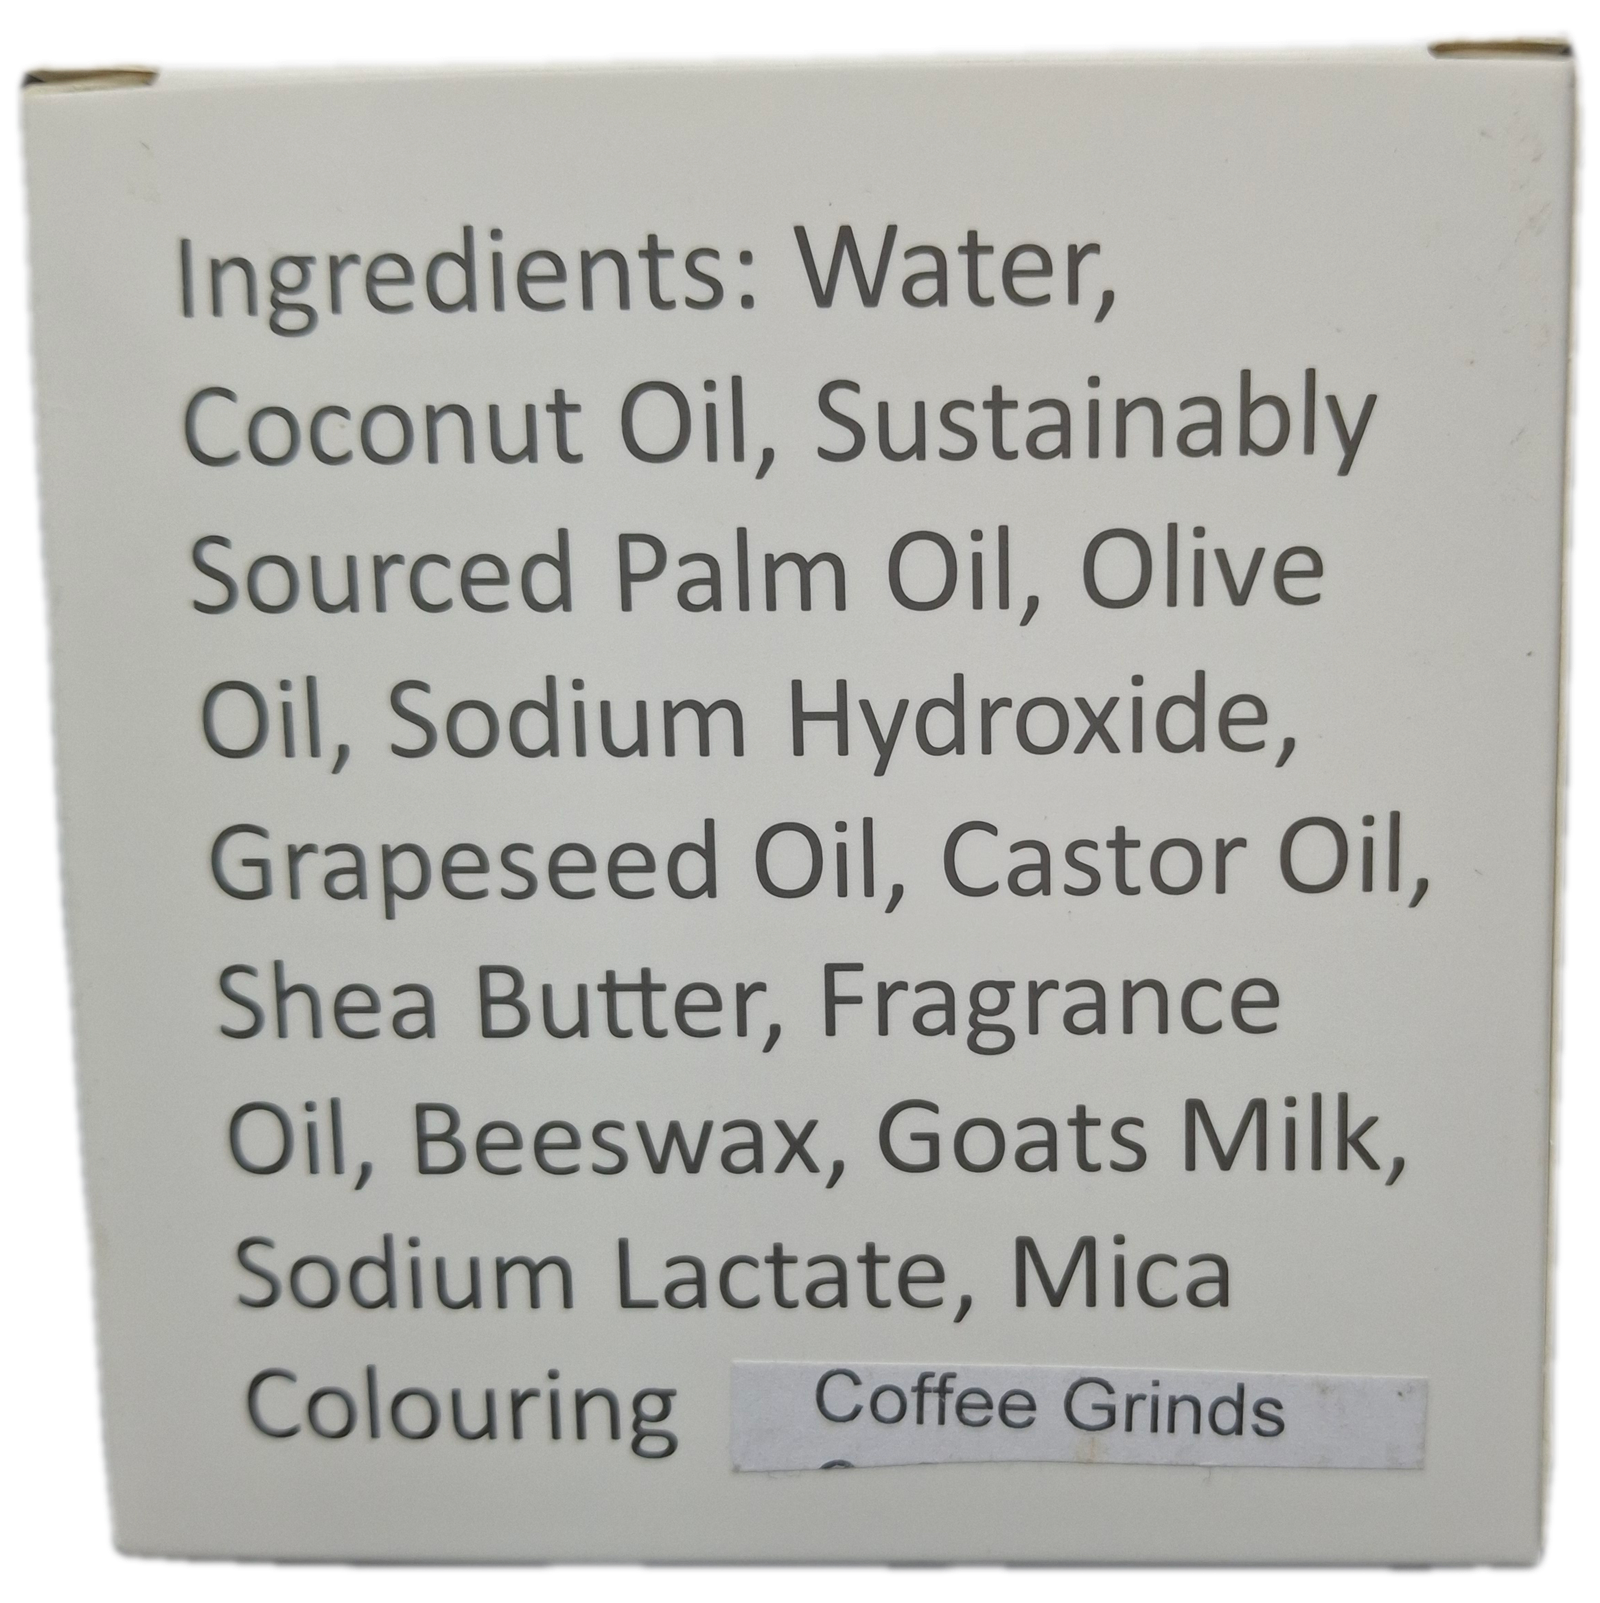 Ingredients: Water,
Coconut Oil, Sustainably
Sourced Palm Oil, Olive
Oil, Sodium Hydroxide,
Grapeseed Oil, Castor Oil,
Shea Butter, Fragrance
Oil, Beeswax, Goats Milk,
Sodium Lactate, Mica
Colouring Coffee Grinds